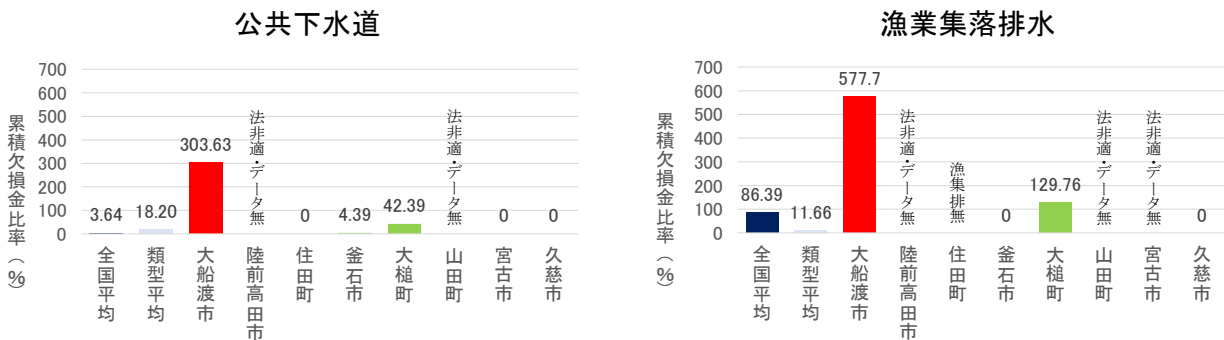 公共下水道
累積欠損金比率（%）
700
600
500
400
300
200
100
0
3.64
18.20
303.63
法非適・データ無
0
4.39
42.39
法非適・データ無
0
0
全国平均
類型平均
大船渡市
陸前高田市
住田町
釜石市
大槌町
山田町
宮古市
久慈市
漁業集落排水
累積欠損金比率（%）
700
600
500
400
300
200
100
0
86.39
11.66
577.7
法非適・データ無
漁集排無
0
129.76
法非適・データ無
法非適・データ無
0
全国平均
類型平均
大船渡市
陸前高田市
住田町
釜石市
大槌町
山田町
宮古市
久慈市